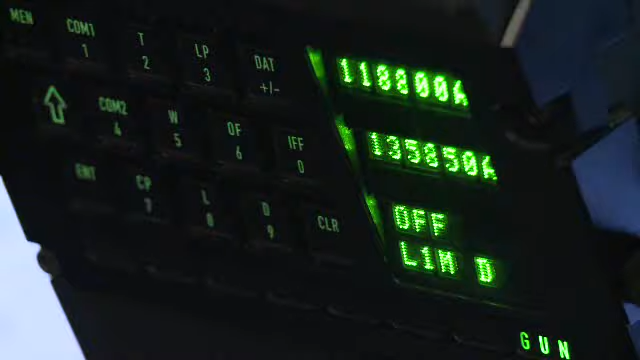 MEN COM1 T LP DAT
1 2 3 +/-
COM2 W OF IFF
4 5 6 0
ENT CP L D CLR
7 8 9
118800A
135850A
OFF
LIM D
GUN